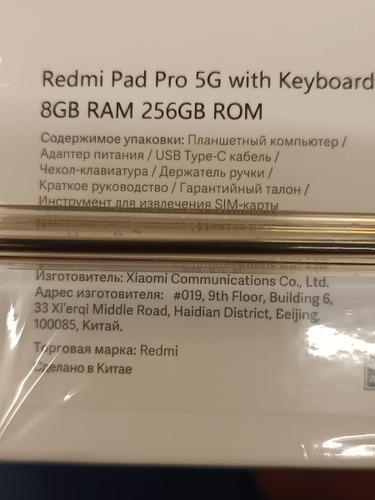 Redmi Pad Pro 5G with Keyboard
8GB RAM 256GB ROM
Содержимое упаковки: Планшетный компьютер /
Адаптер питания / USB Type-C кабель /
Чехол-клавиатура / Держатель ручки /
Краткое руководство / Гарантийный талон /
Инструмент для извлечения SIM-карты
Изготовитель: Xiaomi Communications Co., Ltd.
Адрес изготовителя: #019, 9th Floor, Building 6,
33 Xi'erqi Middle Road, Haidian District, Beijing,
100085, Китай.
Торговая марка: Redmi
Сделано в Китае